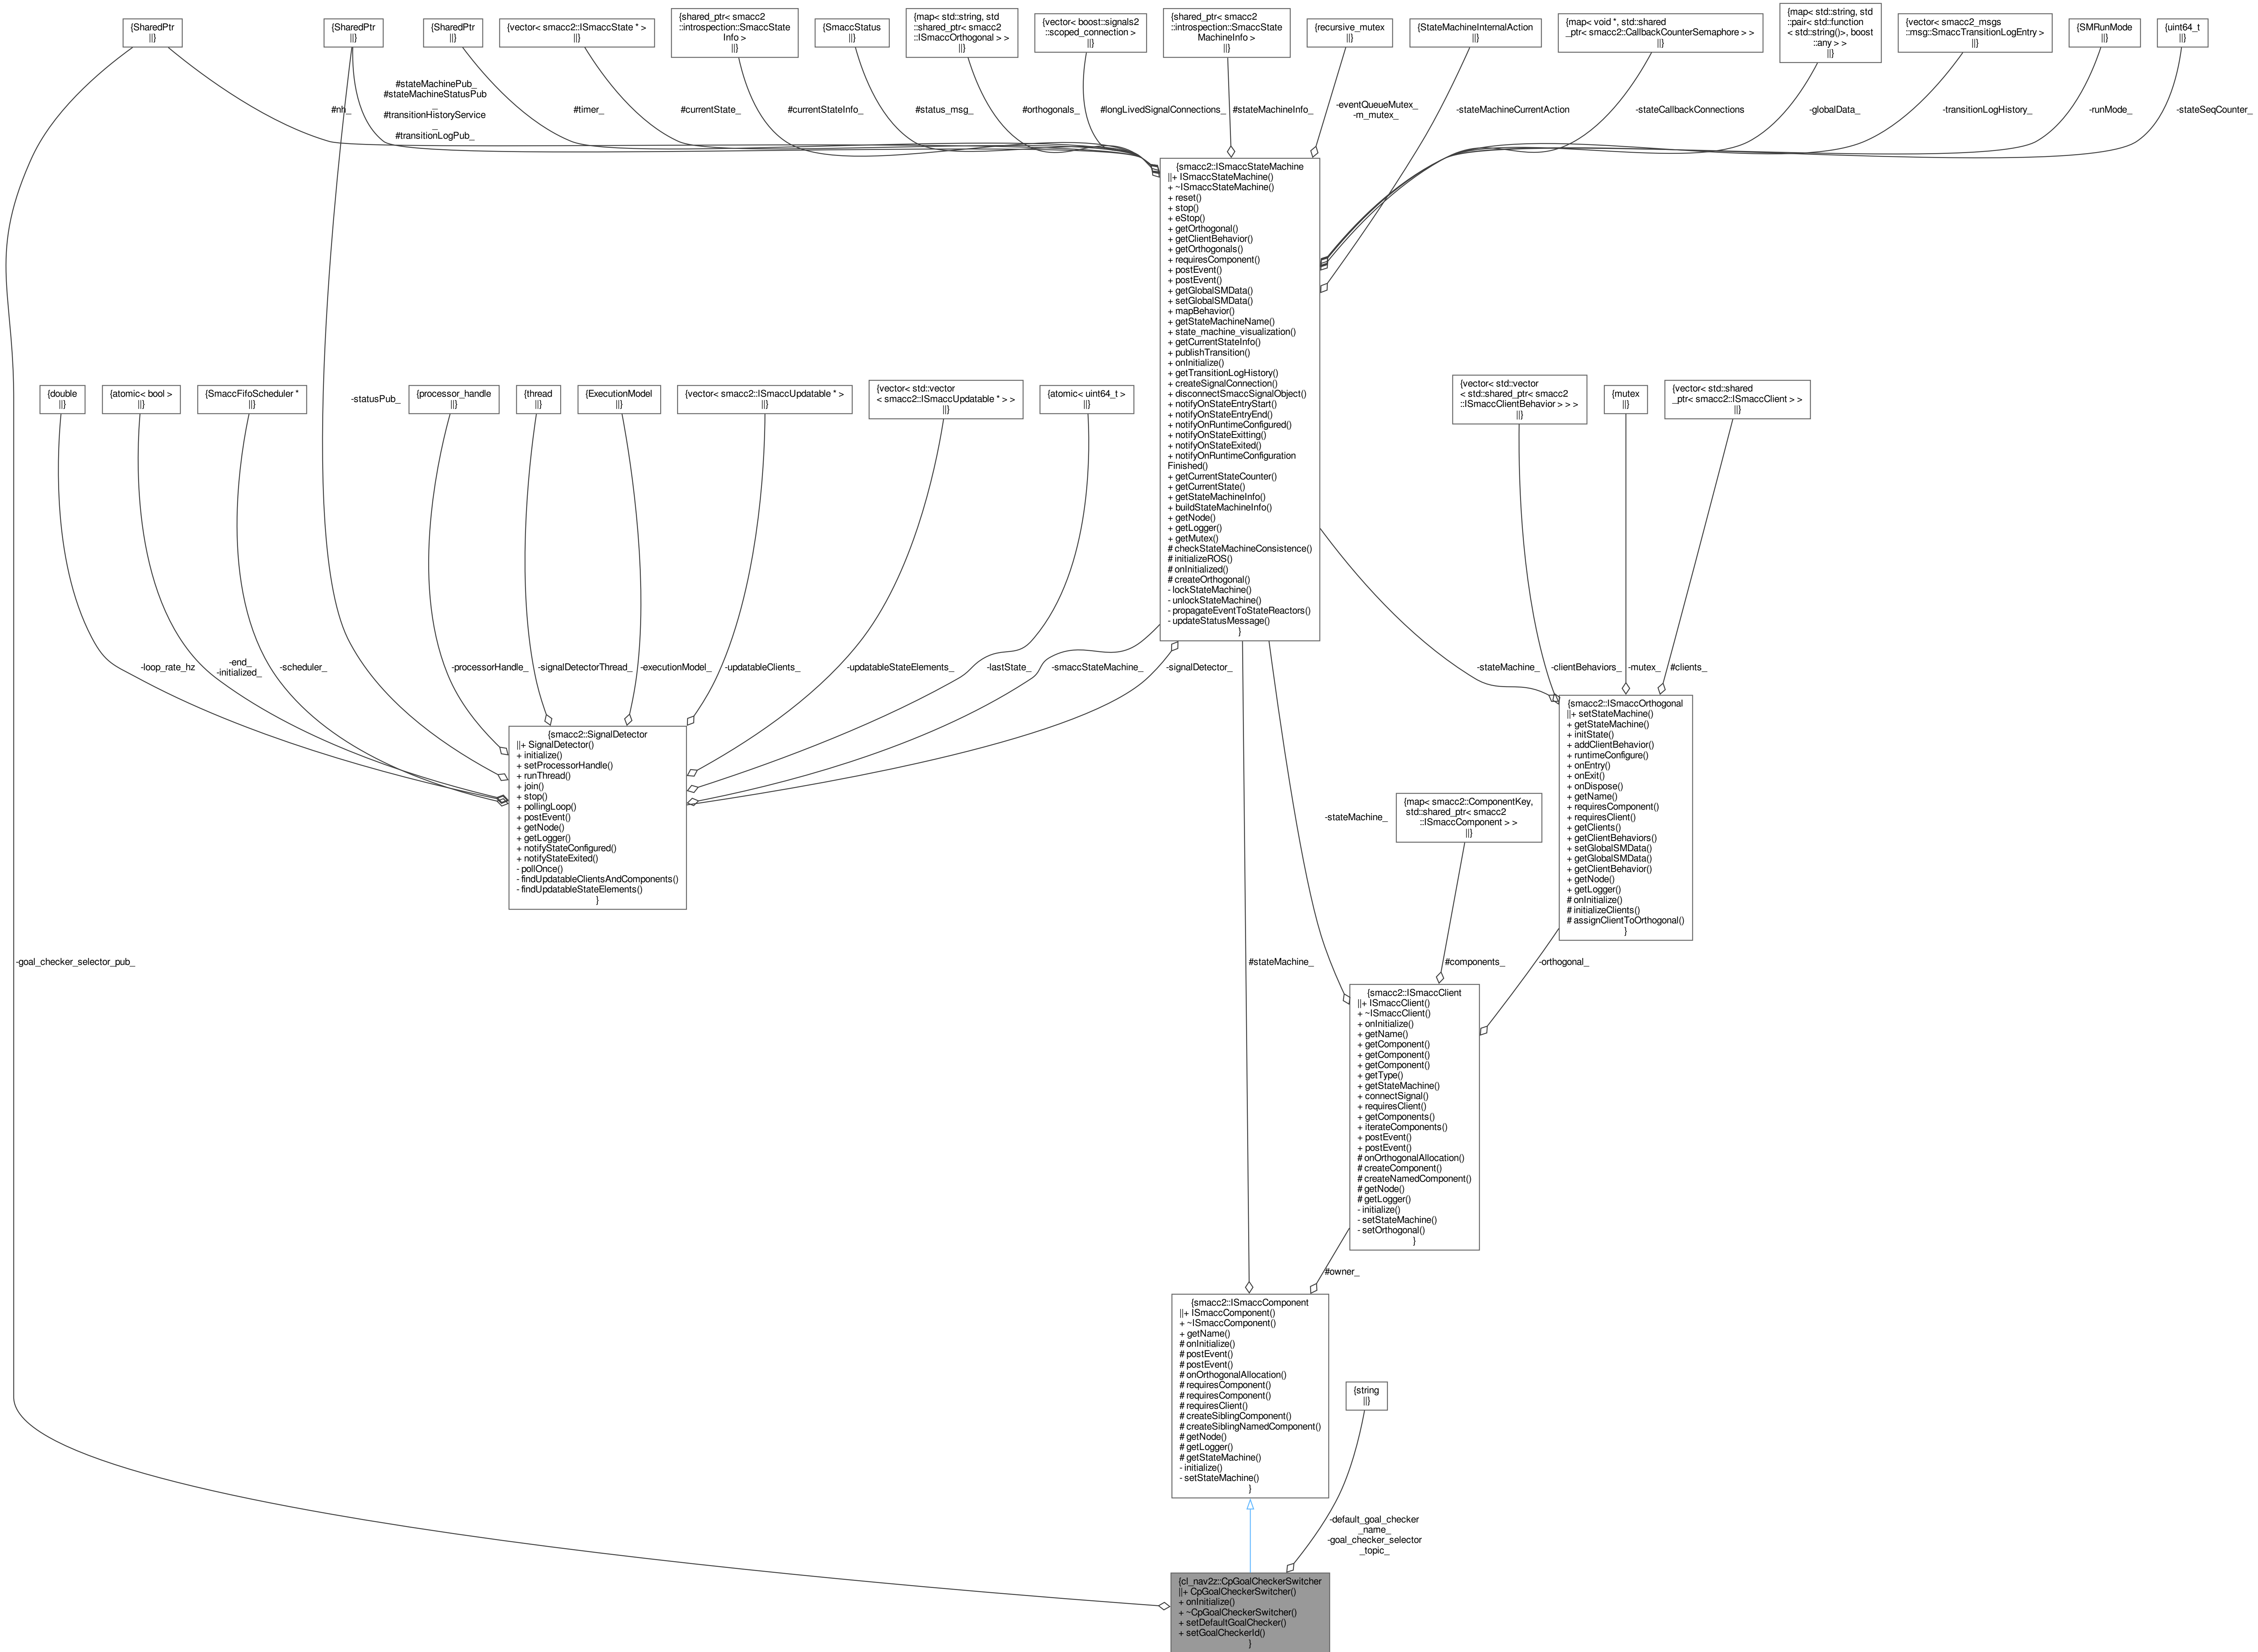 {SharedPtr
||}
{SharedPtr
||}
{SharedPtr
||}
{vector< smacc2::ISmaccState * >
||}
{shared_ptr< smacc2
::introspection::SmaccState
Info >
||}
{SmaccStatus
||}
{map< std::string, std
::shared_ptr< smacc2
::ISmaccOrthogonal > >
||}
{vector< boost::signals2
::scoped_connection >
||}
{shared_ptr< smacc2
::introspection::SmaccState
MachineInfo >
||}
{recursive_mutex
||}
{StateMachineInternalAction
||}
{map< void *, std::shared
_ptr< smacc2::CallbackCounterSemaphore > >
||}
{map< std::string, std
::pair< std::function
< std::string()>, boost
::any > >
||}
{vector< smacc2_msgs
::msg::SmaccTransitionLogEntry >
||}
{SMRunMode
||}
{uint64_t
||}
#nh_
#stateMachinePub_
#stateMachineStatusPub
_
#transitionHistoryService
_
#transitionLogPub_
#timer_
#currentState_
#currentStateInfo_
#status_msg_
#orthogonals_
#longLivedSignalConnections_
#stateMachineInfo_
-eventQueueMutex_
-m_mutex_
-stateMachineCurrentAction
-stateCallbackConnections
-globalData_
-transitionLogHistory_
-runMode_
-stateSeqCounter_
{smacc2::ISmaccStateMachine
||+ ISmaccStateMachine()
+ ~ISmaccStateMachine()
+ reset()
+ stop()
+ eStop()
+ getOrthogonal()
+ getClientBehavior()
+ getOrthogonals()
+ requiresComponent()
+ postEvent()
+ postEvent()
+ getGlobalSMData()
+ setGlobalSMData()
+ mapBehavior()
+ getStateMachineName()
+ state_machine_visualization()
+ getCurrentStateInfo()
+ publishTransition()
+ onInitialize()
+ getTransitionLogHistory()
+ createSignalConnection()
+ disconnectSmaccSignalObject()
+ notifyOnStateEntryStart()
+ notifyOnStateEntryEnd()
+ notifyOnRuntimeConfigured()
+ notifyOnStateExitting()
+ notifyOnStateExited()
+ notifyOnRuntimeConfiguration
Finished()
+ getCurrentStateCounter()
+ getCurrentState()
+ getStateMachineInfo()
+ buildStateMachineInfo()
+ getNode()
+ getLogger()
+ getMutex()
# checkStateMachineConsistence()
# initializeROS()
# onInitialized()
# createOrthogonal()
- lockStateMachine()
- unlockStateMachine()
- propagateEventToStateReactors()
- updateStatusMessage()
}
{double
||}
{atomic< bool >
||}
{SmaccFifoScheduler *
||}
-statusPub_
{processor_handle
||}
{thread
||}
{ExecutionModel
||}
{vector< smacc2::ISmaccUpdatable * >
||}
{vector< std::vector
< smacc2::ISmaccUpdatable * > >
||}
{atomic< uint64_t >
||}
{vector< std::vector
< std::shared_ptr< smacc2
::ISmaccClientBehavior > > >
||}
{mutex
||}
{vector< std::shared
_ptr< smacc2::ISmaccClient > >
||}
-loop_rate_hz
-end_
-initialized_
-scheduler_
-processorHandle_
-signalDetectorThread_
-executionModel_
-updatableClients_
-updatableStateElements_
-lastState_
-smaccStateMachine_
-signalDetector_
-stateMachine_
-clientBehaviors_
-mutex_
#clients_
{smacc2::SignalDetector
||+ SignalDetector()
+ initialize()
+ setProcessorHandle()
+ runThread()
+ join()
+ stop()
+ pollingLoop()
+ postEvent()
+ getNode()
+ getLogger()
+ notifyStateConfigured()
+ notifyStateExited()
- pollOnce()
- findUpdatableClientsAndComponents()
- findUpdatableStateElements()
}
{smacc2::ISmaccOrthogonal
||+ setStateMachine()
+ getStateMachine()
+ initState()
+ addClientBehavior()
+ runtimeConfigure()
+ onEntry()
+ onExit()
+ onDispose()
+ getName()
+ requiresComponent()
+ requiresClient()
+ getClients()
+ getClientBehaviors()
+ setGlobalSMData()
+ getGlobalSMData()
+ getClientBehavior()
+ getNode()
+ getLogger()
# onInitialize()
# initializeClients()
# assignClientToOrthogonal()
}
-stateMachine_
{map< smacc2::ComponentKey,
std::shared_ptr< smacc2
::ISmaccComponent > >
||}
-goal_checker_selector_pub_
#stateMachine_
#components_
-orthogonal_
{smacc2::ISmaccClient
||+ ISmaccClient()
+ ~ISmaccClient()
+ onInitialize()
+ getName()
+ getComponent()
+ getComponent()
+ getComponent()
+ getType()
+ getStateMachine()
+ connectSignal()
+ requiresClient()
+ getComponents()
+ iterateComponents()
+ postEvent()
+ postEvent()
# onOrthogonalAllocation()
# createComponent()
# createNamedComponent()
# getNode()
# getLogger()
- initialize()
- setStateMachine()
- setOrthogonal()
}
#owner_
{smacc2::ISmaccComponent
||+ ISmaccComponent()
+ ~ISmaccComponent()
+ getName()
# onInitialize()
# postEvent()
# postEvent()
# onOrthogonalAllocation()
# requiresComponent()
# requiresComponent()
# requiresClient()
# createSiblingComponent()
# createSiblingNamedComponent()
# getNode()
# getLogger()
# getStateMachine()
- initialize()
- setStateMachine()
}
{string
||}
-default_goal_checker
_name_
-goal_checker_selector
_topic_
{cl_nav2z::CpGoalCheckerSwitcher
||+ CpGoalCheckerSwitcher()
+ onInitialize()
+ ~CpGoalCheckerSwitcher()
+ setDefaultGoalChecker()
+ setGoalCheckerId()
}